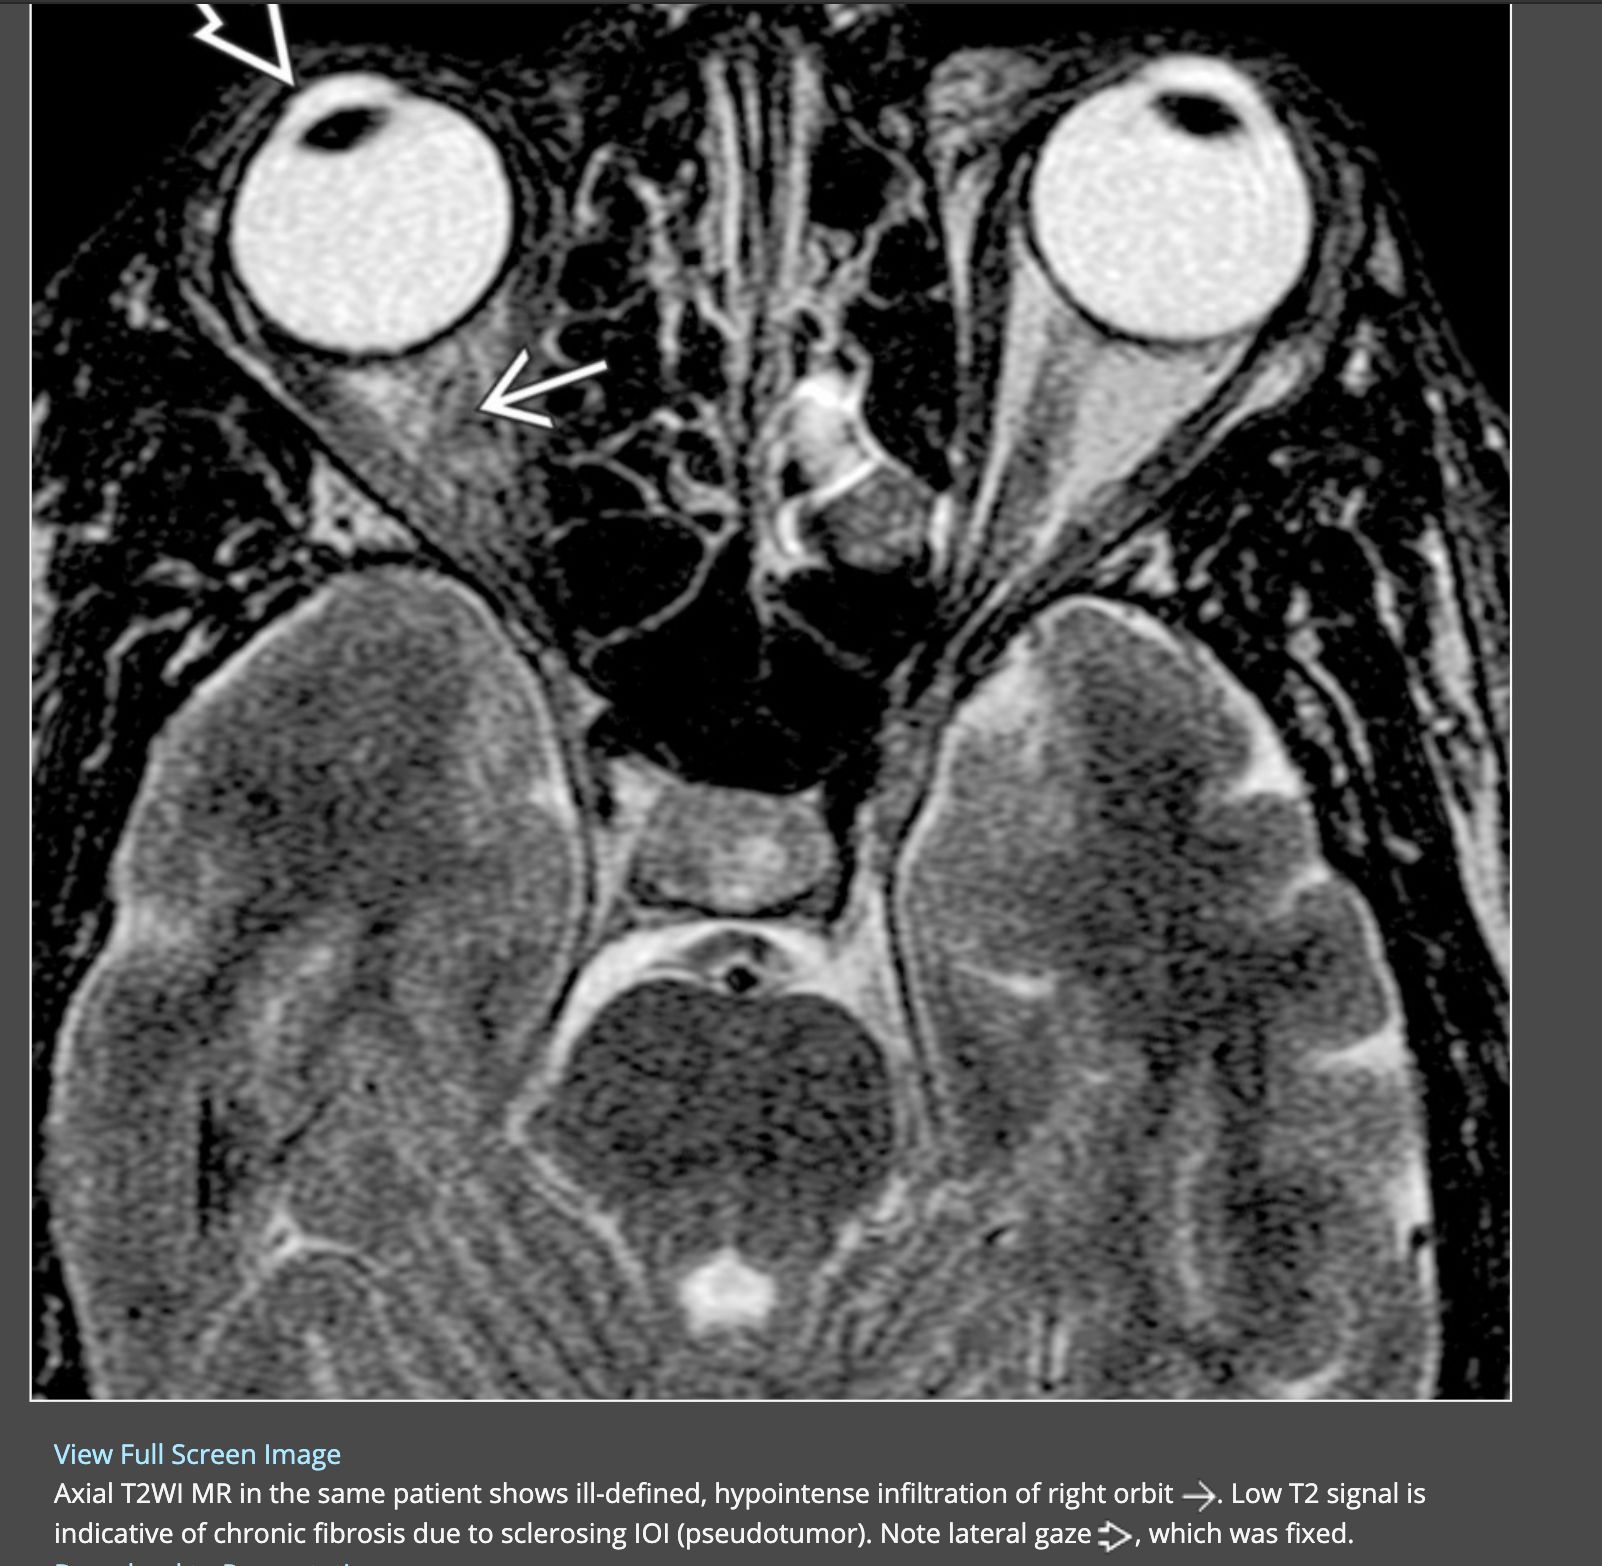 View Full Screen Image
Axial T2WI MR in the same patient shows ill-defined, hypointense infiltration of right orbit →. Low T2 signal is
indicative of chronic fibrosis due to sclerosing IOI (pseudotumor). Note lateral gaze ⇨, which was fixed.